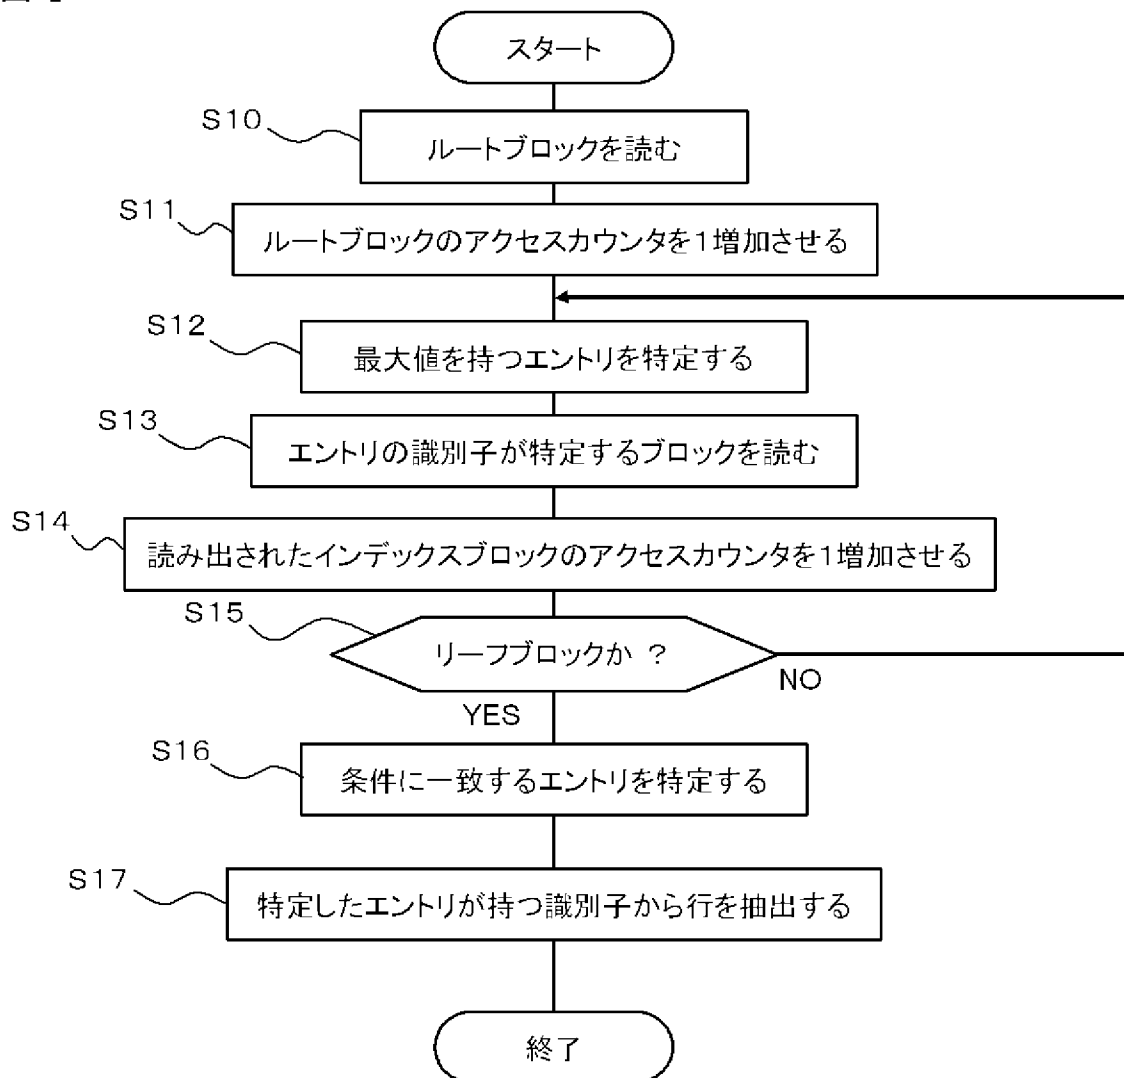 スタート
S10
ルートブロックを読む
S11
ルートブロックのアクセスカウンタを1増加させる
S12
最大値を持つエントリを特定する
S13
エントリの識別子が特定するブロックを読む
S14
読み出されたインデックスブロックのアクセスカウンタを1増加させる
S15
リーフブロックか ?
NO
YES
S16
条件に一致するエントリを特定する
S17
特定したエントリが持つ識別子から行を抽出する
終了